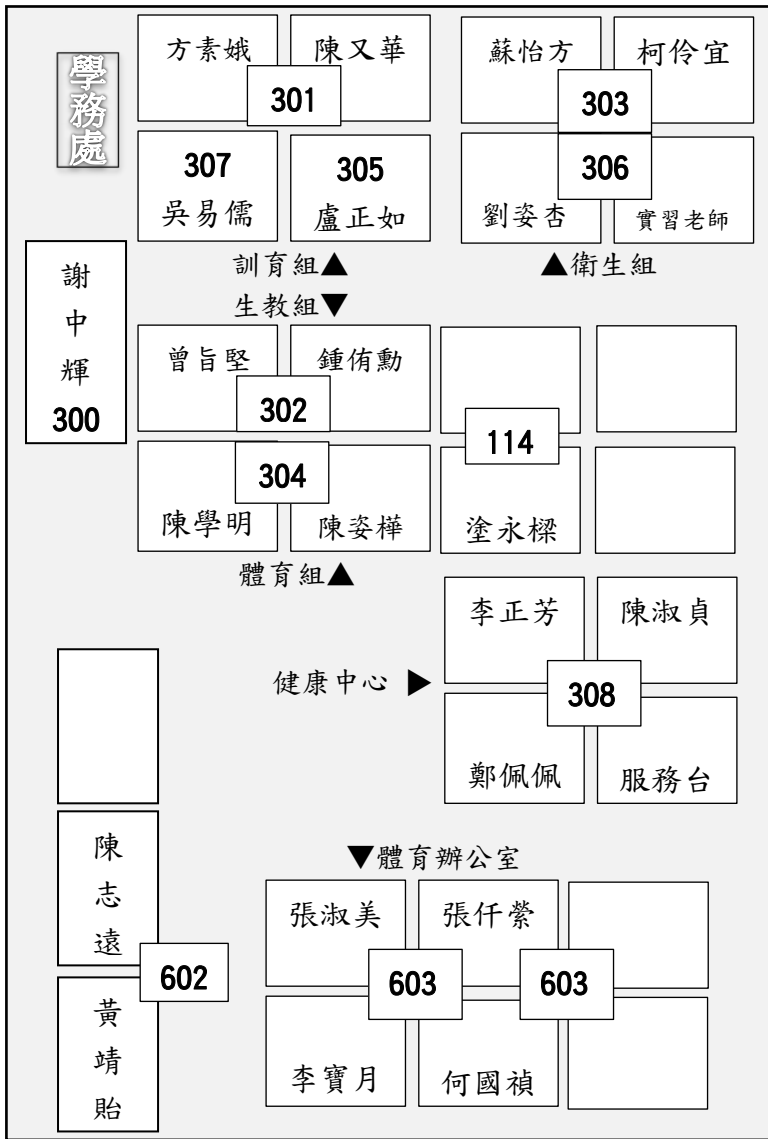 學務處
方素娥 陳又華
301
307 305
吳易儒 盧正如
訓育組▲
蘇怡方 柯伶宜
303
306
劉姿杏 實習老師
▲衛生組
謝中輝
300
生教組▼
曾旨堅 鍾侑勳
302
304
陳學明 陳姿樺
體育組▲
114
塗永樑
健康中心 ▶
李正芳 陳淑貞
308
鄭佩佩 服務台
陳志遠
602
黃靖貽
▼體育辦公室
張淑美 張仟縈
603 603
李寶月 何國禎